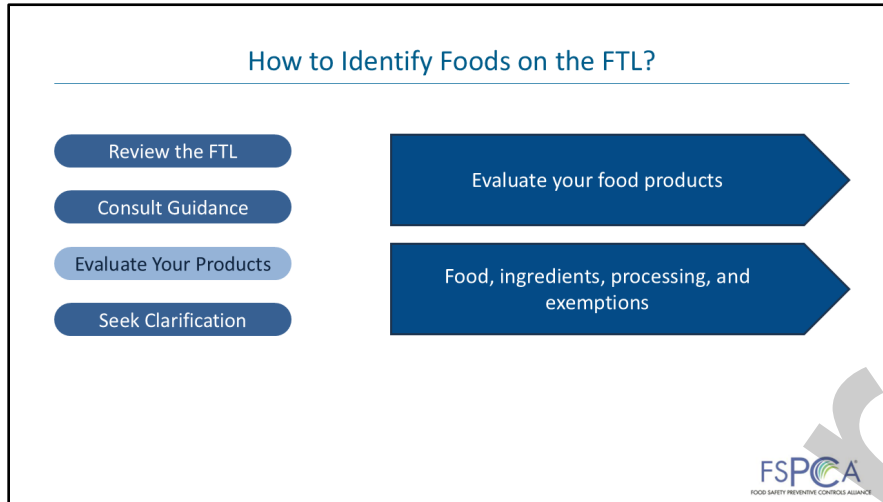 How to Identify Foods on the FTL?
Review the FTL
Consult Guidance
Evaluate Your Products
Seek Clarification
Evaluate your food products
Food, ingredients, processing, and
exemptions
FSPCA
FOOD SAFETY PREVENTIVE CONTROLS ALLIANCE